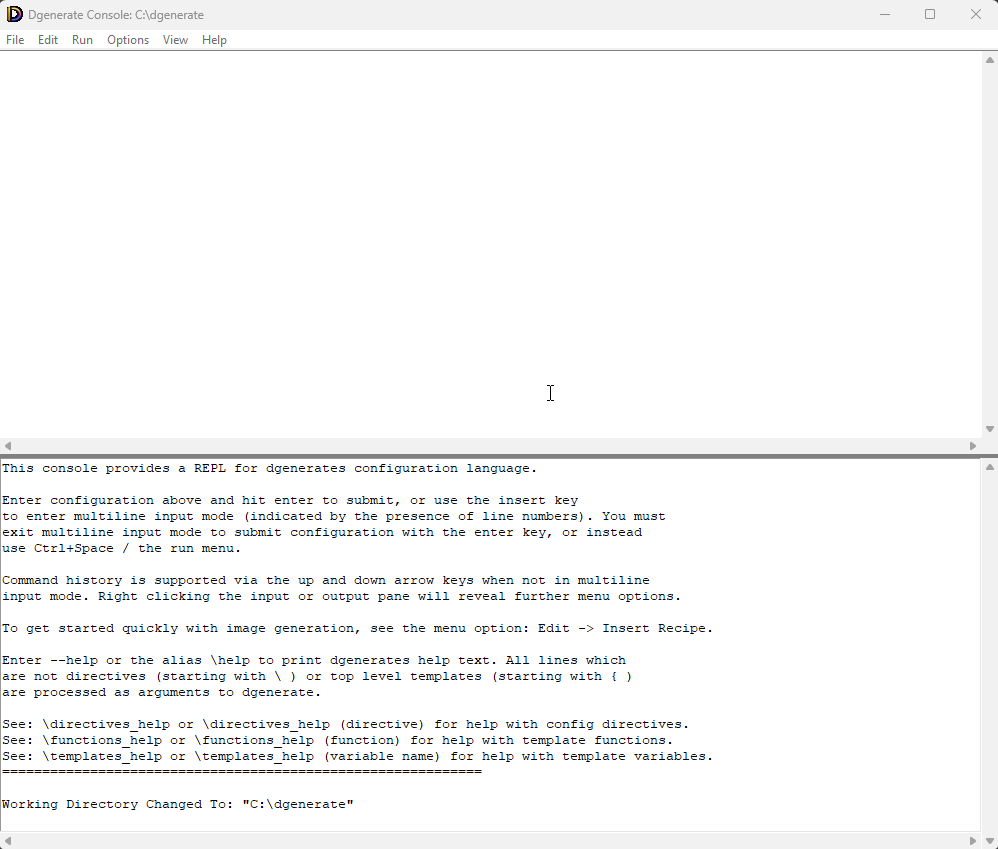 Dgenerate Console: C:\dgenerate
File Edit Run Options View Help
This console provides a REPL for dgenerates configuration language.
Enter configuration above and hit enter to submit, or use the insert key
to enter multiline input mode (indicated by the presence of line numbers). You must
exit multiline input mode to submit configuration with the enter key, or instead
use Ctrl+Space / the run menu.
Command history is supported via the up and down arrow keys when not in multiline
input mode. Right clicking the input or output pane will reveal further menu options.
To get started quickly with image generation, see the menu option: Edit -> Insert Recipe.
Enter --help or the alias \help to print dgenerates help text. All lines which
are not directives (starting with \ ) or top level templates (starting with { )
are processed as arguments to dgenerate.
See: \directives_help or \directives_help (directive) for help with config directives.
See: \functions_help or \functions_help (function) for help with template functions.
See: \templates_help or \templates_help (variable name) for help with template variables.
============================================================
Working Directory Changed To: "C:\dgenerate"